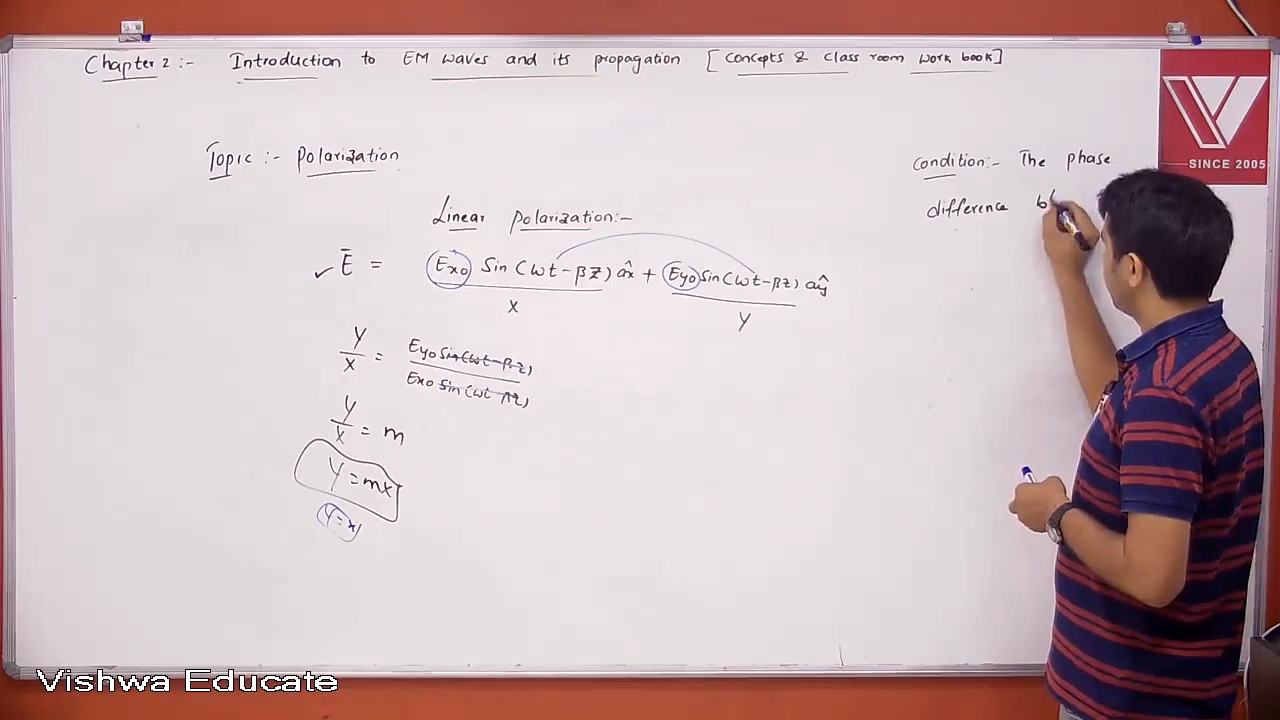 Chapter 2 :- Introduction to EM waves and its propagation [Concepts & Class room work book]
SINCE 2005
Topic :- Polarization
Condition:- The phase
difference b/
Linear Polarization:-
✓ Ē = Exo Sin(ωt-βz) âx + Eyo Sin(ωt-βz) ây
x y
y/x = Eyo Sin(ωt-βz) / Exo Sin(ωt-βz)
y/x = m
y = mx
y = x
Vishwa Educate